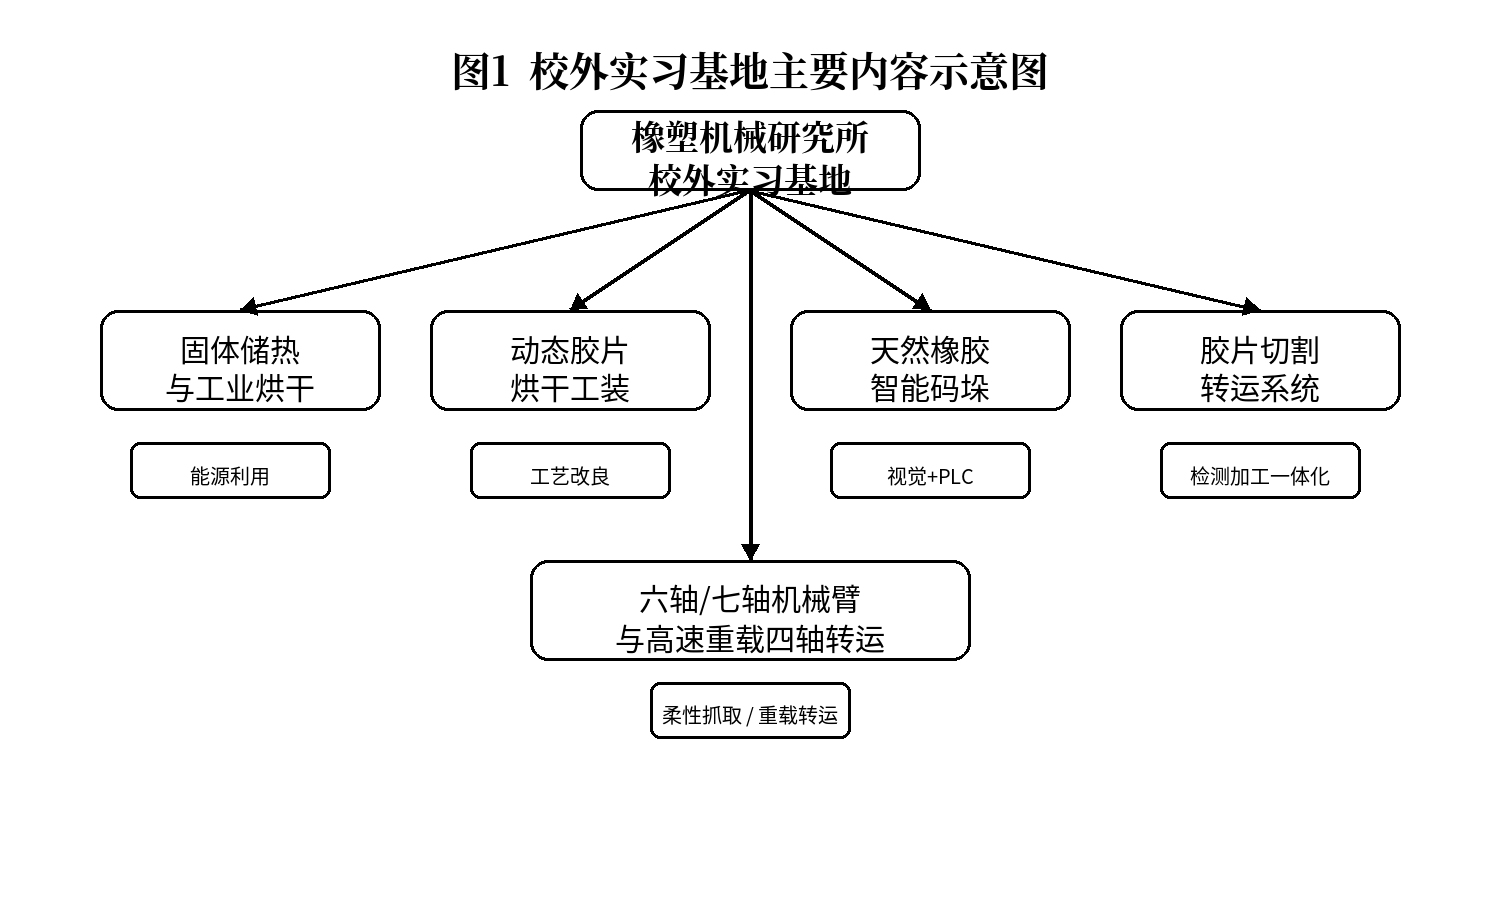 图1 校外实习基地主要内容示意图
橡塑机械研究所
校外实习基地
固体储热
与工业烘干
动态胶片
烘干工装
天然橡胶
智能码垛
胶片切割
转运系统
能源利用
工艺改良
视觉+PLC
检测加工一体化
六轴/七轴机械臂
与高速重载四轴转运
柔性抓取 / 重载转运